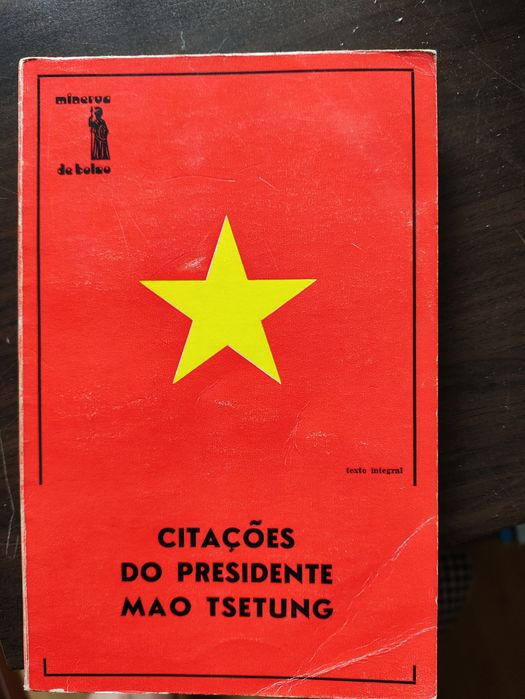 minerva
de bolso
texto integral
CITAÇÕES
DO PRESIDENTE
MAO TSETUNG